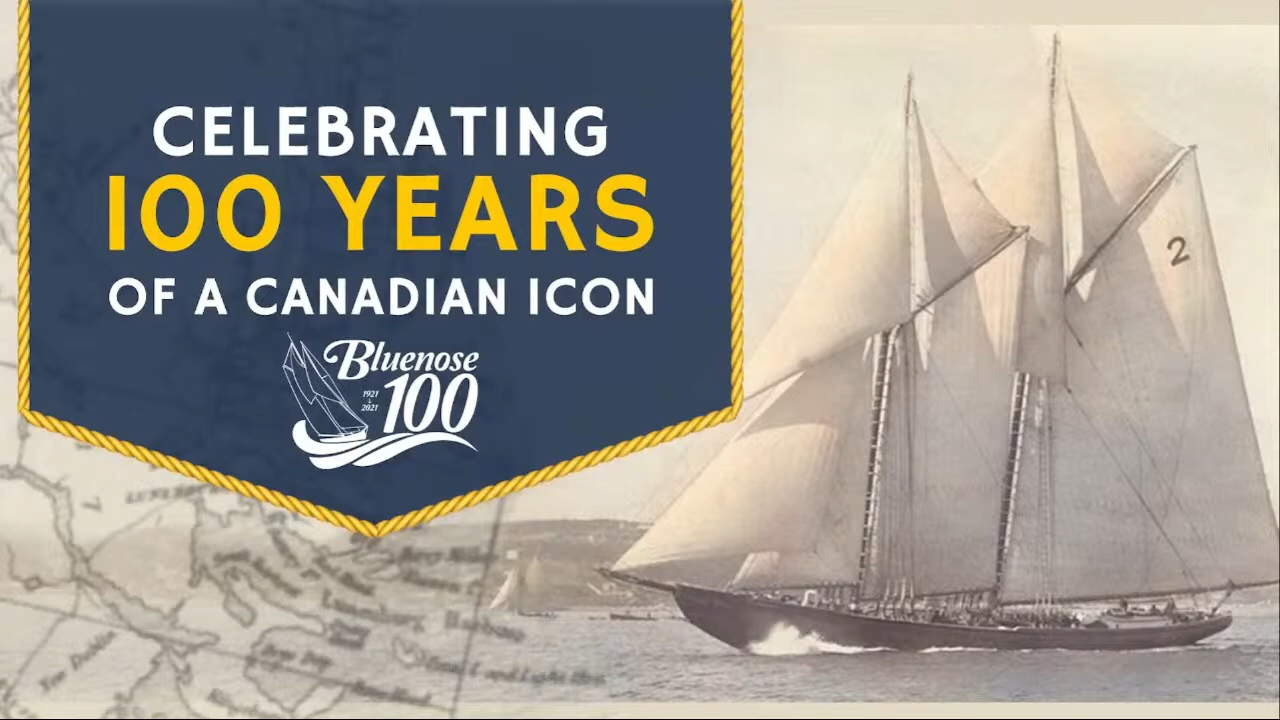 CELEBRATING
100 YEARS
OF A CANADIAN ICON
Bluenose
1921
2021
100
2